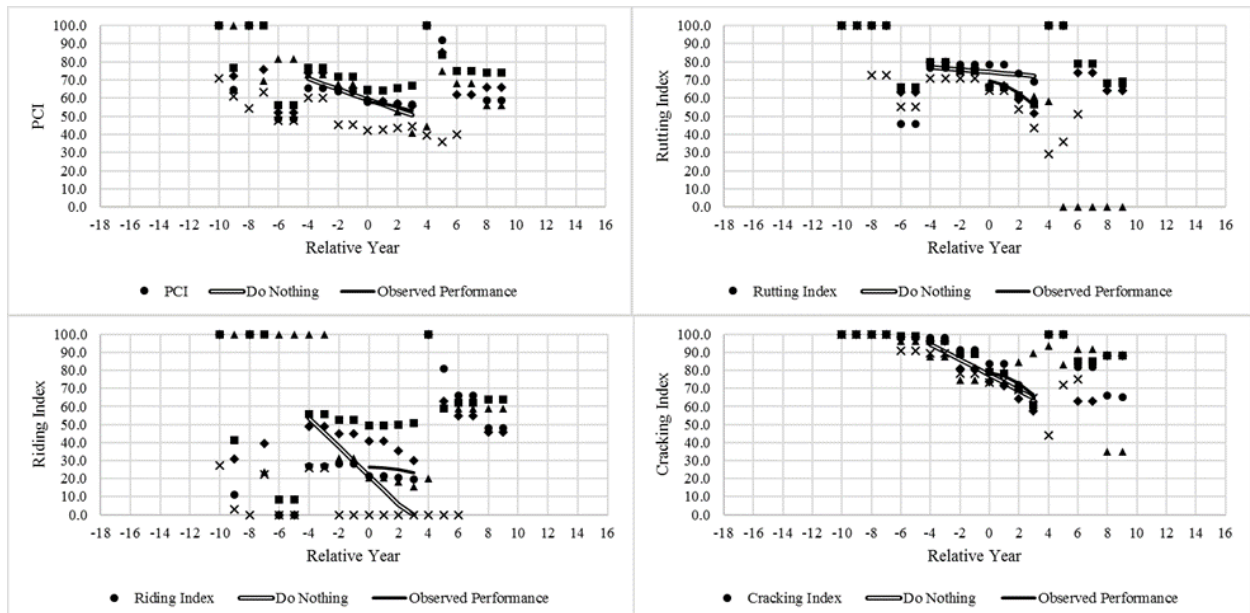 100.0
90.0
80.0
70.0
60.0
50.0
40.0
30.0
20.0
10.0
0.0
PCI
-18 -16 -14 -12 -10 -8 -6 -4 -2 0 2 4 6 8 10 12 14 16
Relative Year
PCI Do Nothing Observed Performance
100.0
90.0
80.0
70.0
60.0
50.0
40.0
30.0
20.0
10.0
0.0
Rutting Index
-18 -16 -14 -12 -10 -8 -6 -4 -2 0 2 4 6 8 10 12 14 16
Relative Year
Rutting Index Do Nothing Observed Performance
100.0
90.0
80.0
70.0
60.0
50.0
40.0
30.0
20.0
10.0
0.0
Riding Index
-18 -16 -14 -12 -10 -8 -6 -4 -2 0 2 4 6 8 10 12 14 16
Relative Year
Riding Index Do Nothing Observed Performance
100.0
90.0
80.0
70.0
60.0
50.0
40.0
30.0
20.0
10.0
0.0
Cracking Index
-18 -16 -14 -12 -10 -8 -6 -4 -2 0 2 4 6 8 10 12 14 16
Relative Year
Cracking Index Do Nothing Observed Performance